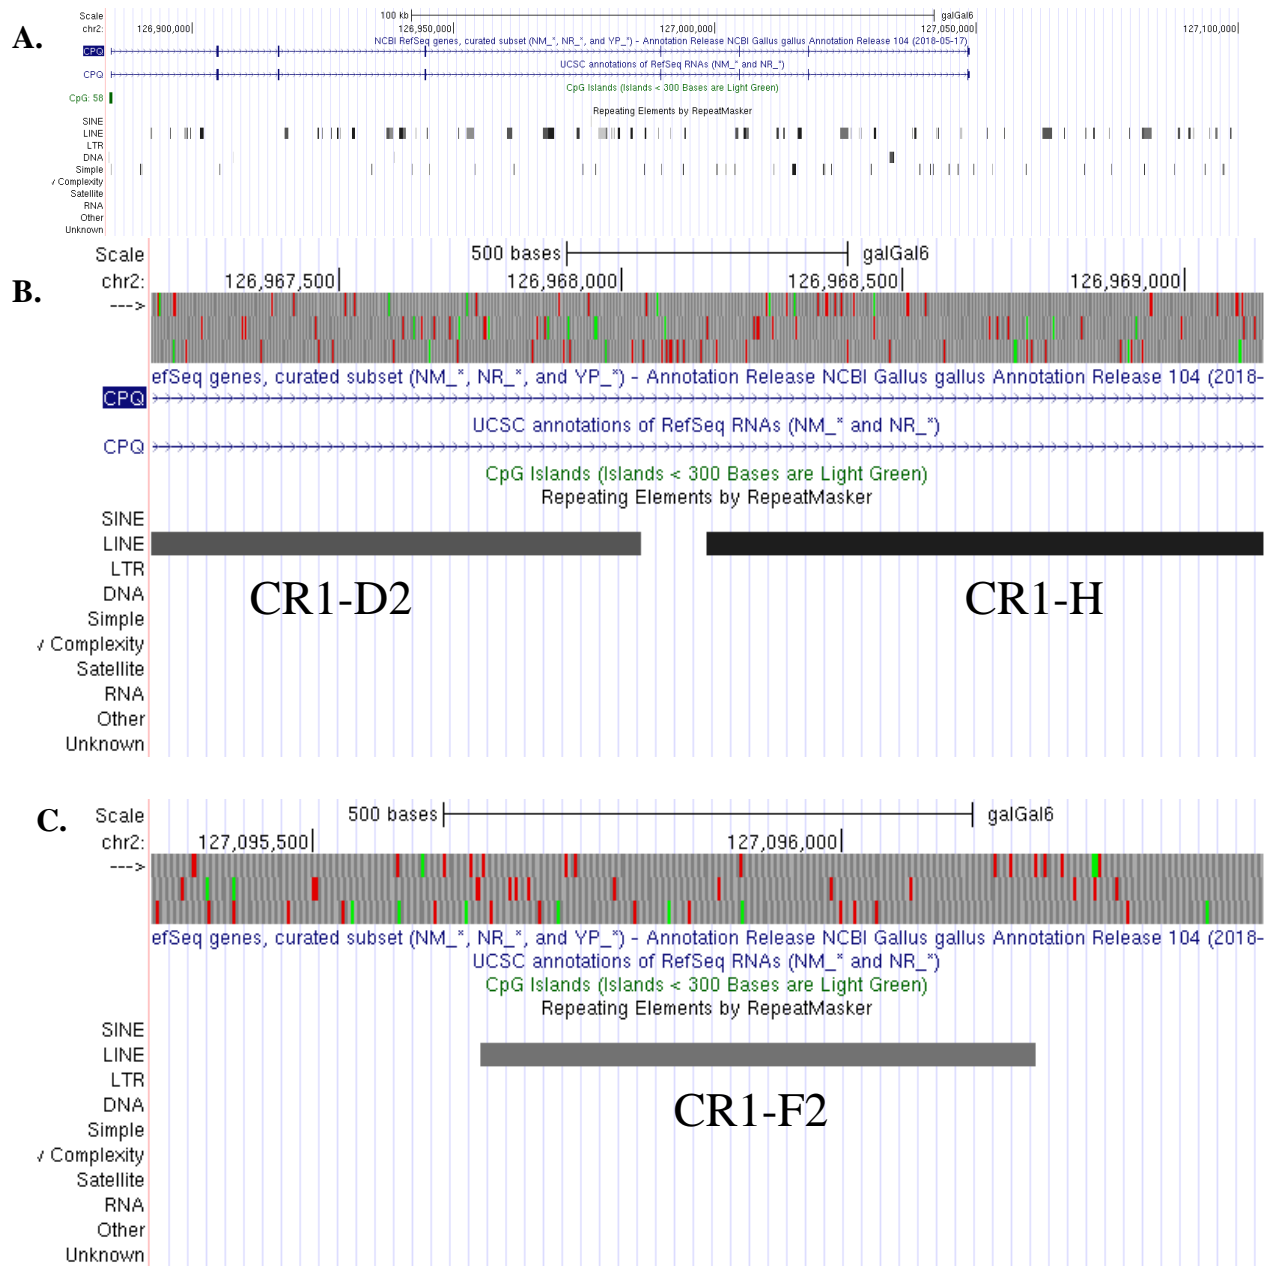 A.
Scale 100 kb galGal6
chr2: 126,900,000 126,950,000 127,000,000 127,050,000 127,100,000
NCBI RefSeq genes, curated subset (NM_*, NR_*, and YP_*) - Annotation Release NCBI Gallus gallus Annotation Release 104 (2018-05-17)
CPQ
UCSC annotations of RefSeq RNAs (NM_* and NR_*)
CPQ
CpG Islands (Islands < 300 Bases are Light Green)
CpG: 58
Repeating Elements by RepeatMasker
SINE
LINE
LTR
DNA
Simple
Complexity
Satellite
RNA
Other
Unknown
B.
Scale 500 bases galGal6
chr2: 126,967,500 126,968,000 126,968,500 126,969,000
--->
efSeq genes, curated subset (NM_*, NR_*, and YP_*) - Annotation Release NCBI Gallus gallus Annotation Release 104 (2018-
CPQ
UCSC annotations of RefSeq RNAs (NM_* and NR_*)
CPQ
CpG Islands (Islands < 300 Bases are Light Green)
Repeating Elements by RepeatMasker
SINE
LINE
LTR
CR1-D2 CR1-H
DNA
Simple
Complexity
Satellite
RNA
Other
Unknown
C.
Scale 500 bases galGal6
chr2: 127,095,500 127,096,000
--->
efSeq genes, curated subset (NM_*, NR_*, and YP_*) - Annotation Release NCBI Gallus gallus Annotation Release 104 (2018-
UCSC annotations of RefSeq RNAs (NM_* and NR_*)
CpG Islands (Islands < 300 Bases are Light Green)
Repeating Elements by RepeatMasker
SINE
LINE
LTR
CR1-F2
DNA
Simple
Complexity
Satellite
RNA
Other
Unknown